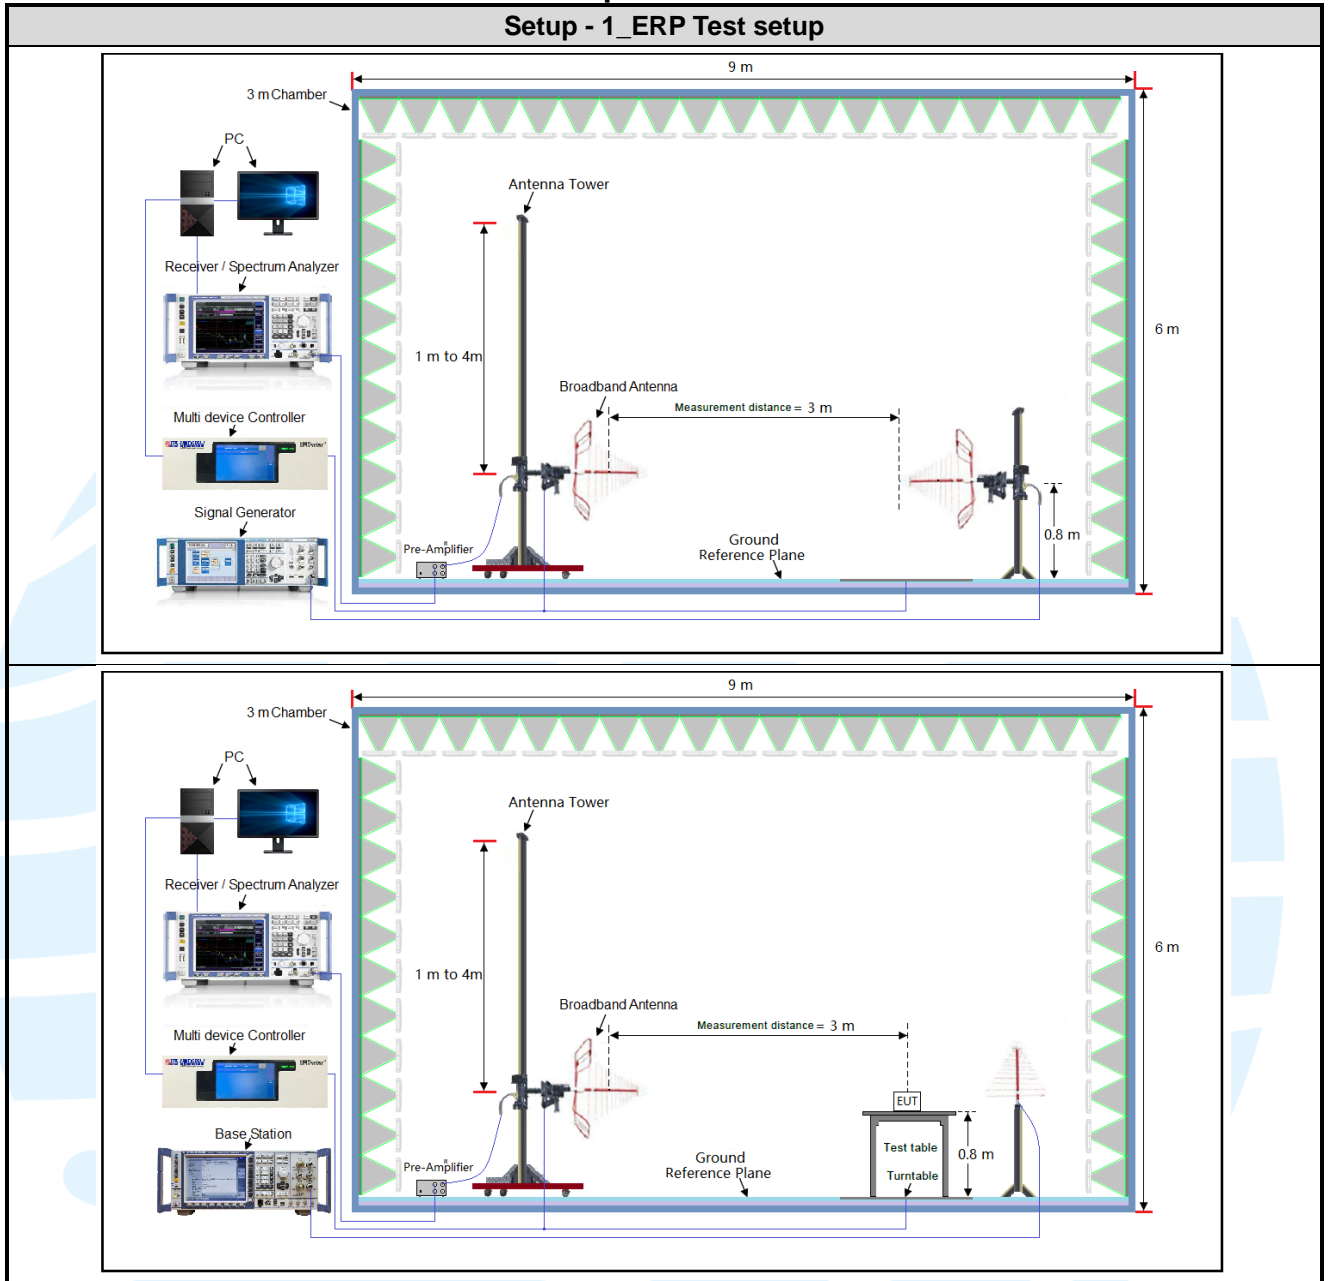 Setup - 1_ERP Test setup
9 m
3 m Chamber
PC
Antenna Tower
Receiver / Spectrum Analyzer
6 m
1 m to 4m
Broadband Antenna
Measurement distance = 3 m
Multi device Controller
Signal Generator
Pre-Amplifier
Ground
Reference Plane
0.8 m
9 m
3 m Chamber
PC
Antenna Tower
Receiver / Spectrum Analyzer
6 m
1 m to 4m
Broadband Antenna
Measurement distance = 3 m
Multi device Controller
EUT
Base Station
Test table
0.8 m
Pre-Amplifier
Ground
Reference Plane
Turntable